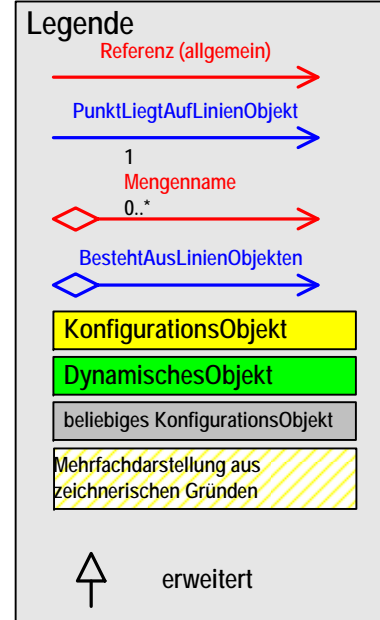 Legende
Referenz (allgemein)
PunktLiegtAufLinienObjekt
1
Mengenname
0..*
BestehtAusLinienObjekten
KonfigurationsObjekt
DynamischesObjekt
beliebiges KonfigurationsObjekt
Mehrfachdarstellung aus
zeichnerischen Gründen
erweitert